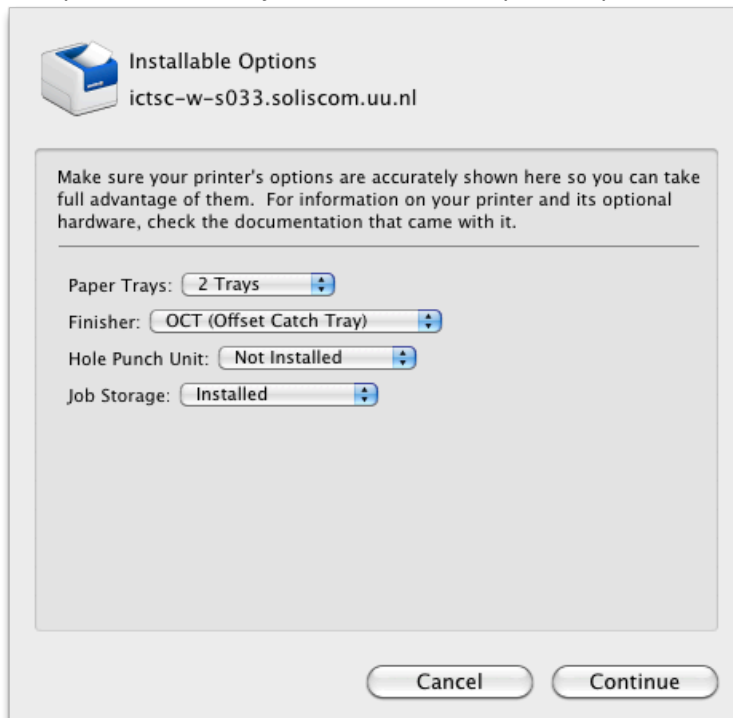 Installable Options
ictsc-w-s033.soliscom.uu.nl
Make sure your printer's options are accurately shown here so you can take
full advantage of them.  For information on your printer and its optional
hardware, check the documentation that came with it.
Paper Trays: 2 Trays
Finisher: OCT (Offset Catch Tray)
Hole Punch Unit: Not Installed
Job Storage: Installed
Cancel Continue